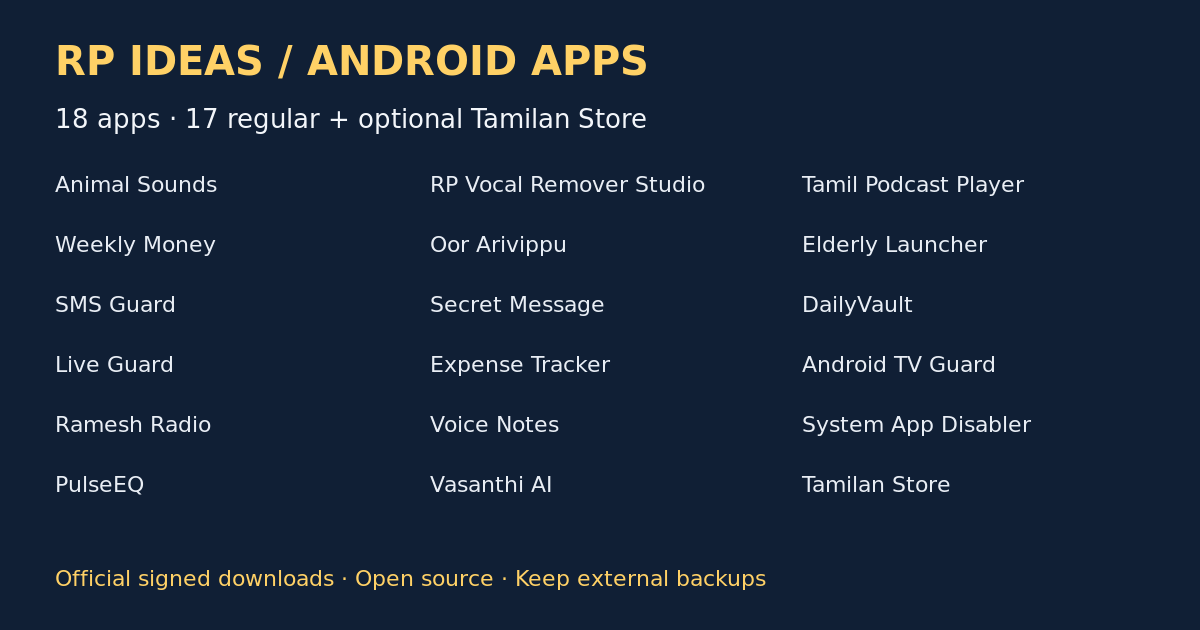 RP IDEAS / ANDROID APPS
18 apps · 17 regular + optional Tamilan Store
Animal Sounds
RP Vocal Remover Studio
Tamil Podcast Player
Weekly Money
Oor Arivippu
Elderly Launcher
SMS Guard
Secret Message
DailyVault
Live Guard
Expense Tracker
Android TV Guard
Ramesh Radio
Voice Notes
System App Disabler
PulseEQ
Vasanthi AI
Tamilan Store
Official signed downloads · Open source · Keep external backups